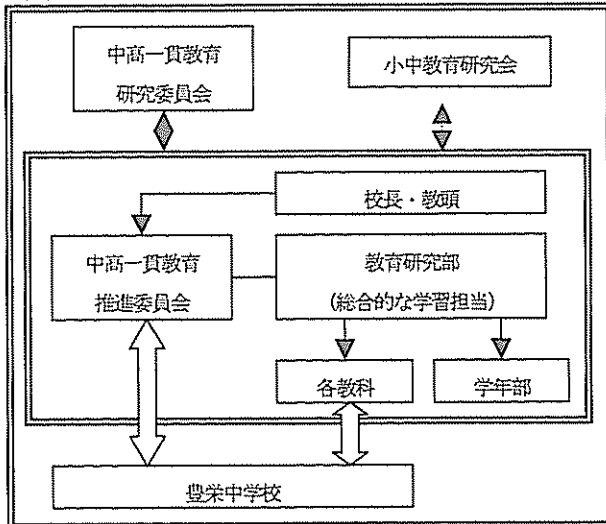 中高一貫教育
研究委員会
小中教育研究会
校長・教頭
中高一貫教育
推進委員会
教育研究部
(総合的な学習担当)
各教科
学年部
豊栄中学校